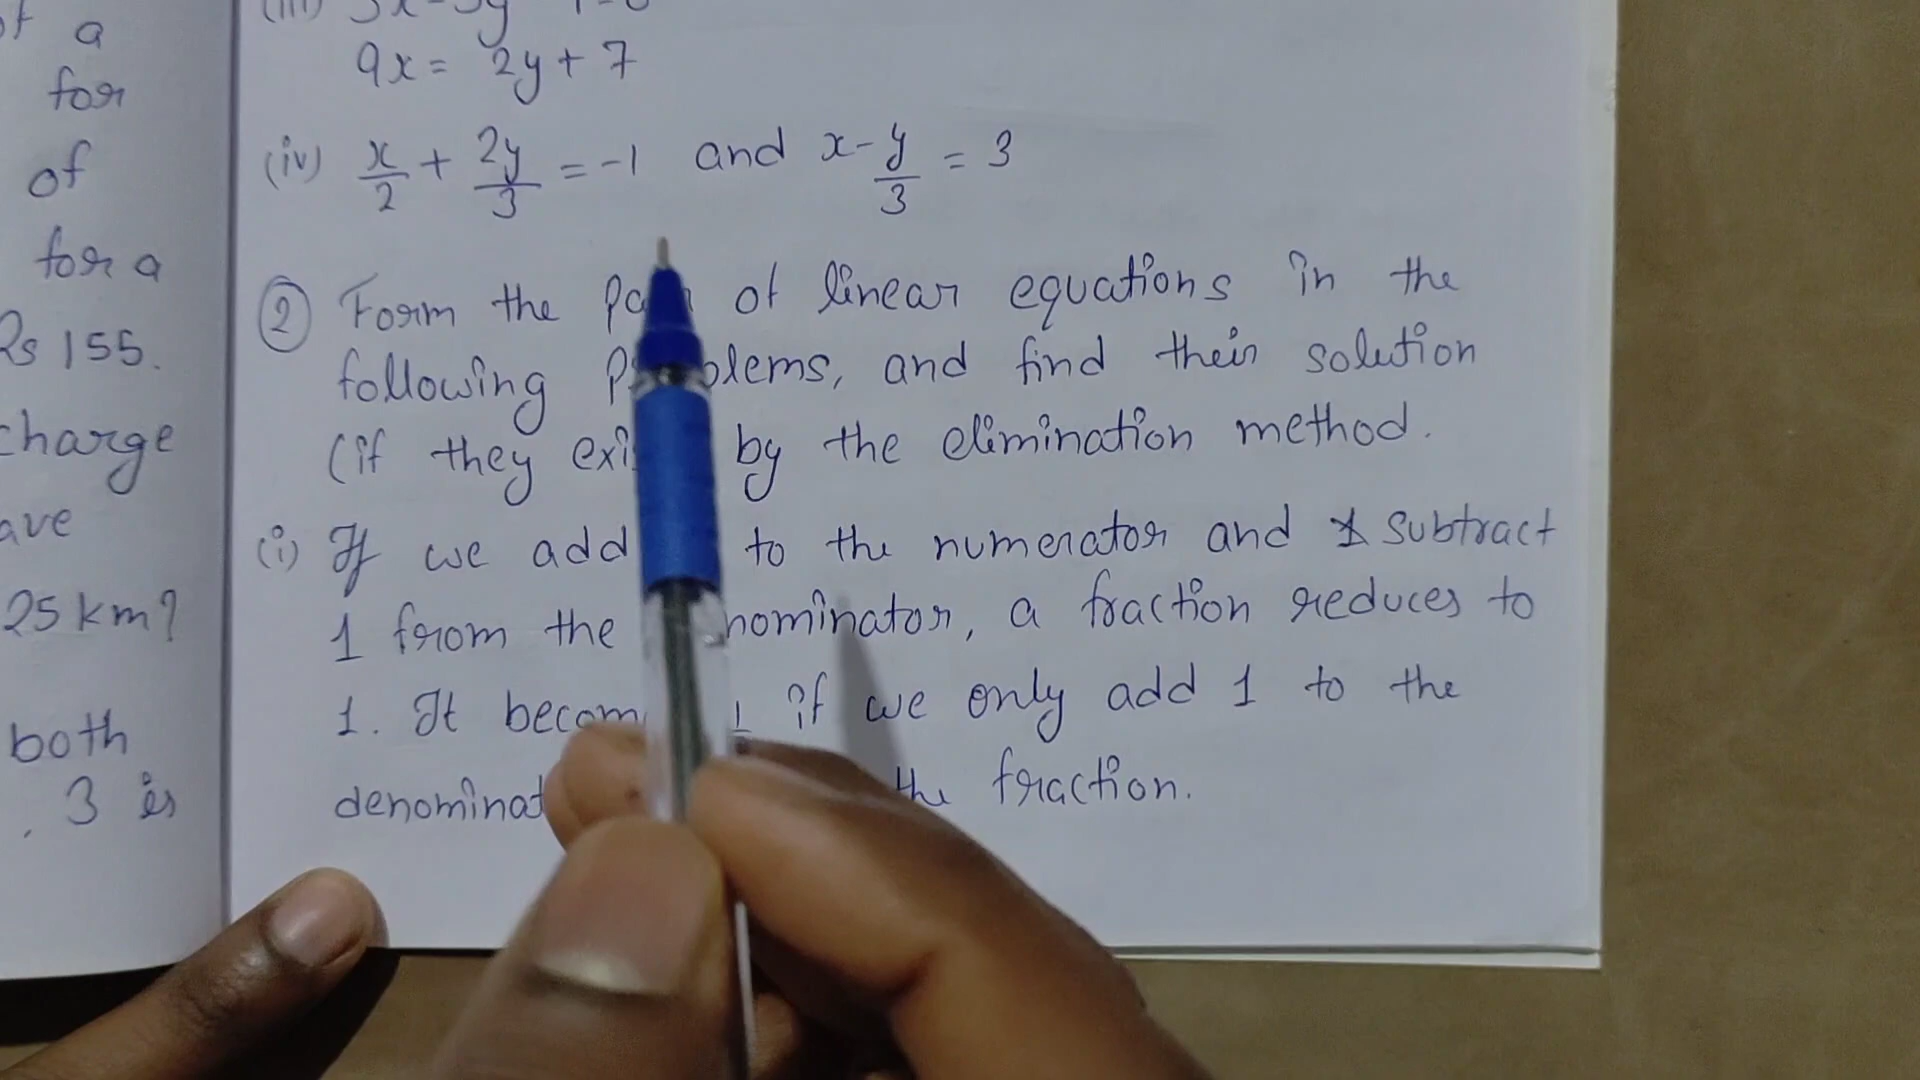 a
for
of
for a
Rs 155.
charge
ave
25 km?
both
. 3 is
9x = 2y + 7
(iv) x/2 + 2y/3 = -1 and x - y/3 = 3
② Form the of linear equations in the
following and find their solution
(if they by the elimination method.
(i) If we add to the numerator and subtract
1 from the a fraction reduces to
1. It if we only add 1 to the
the fraction.